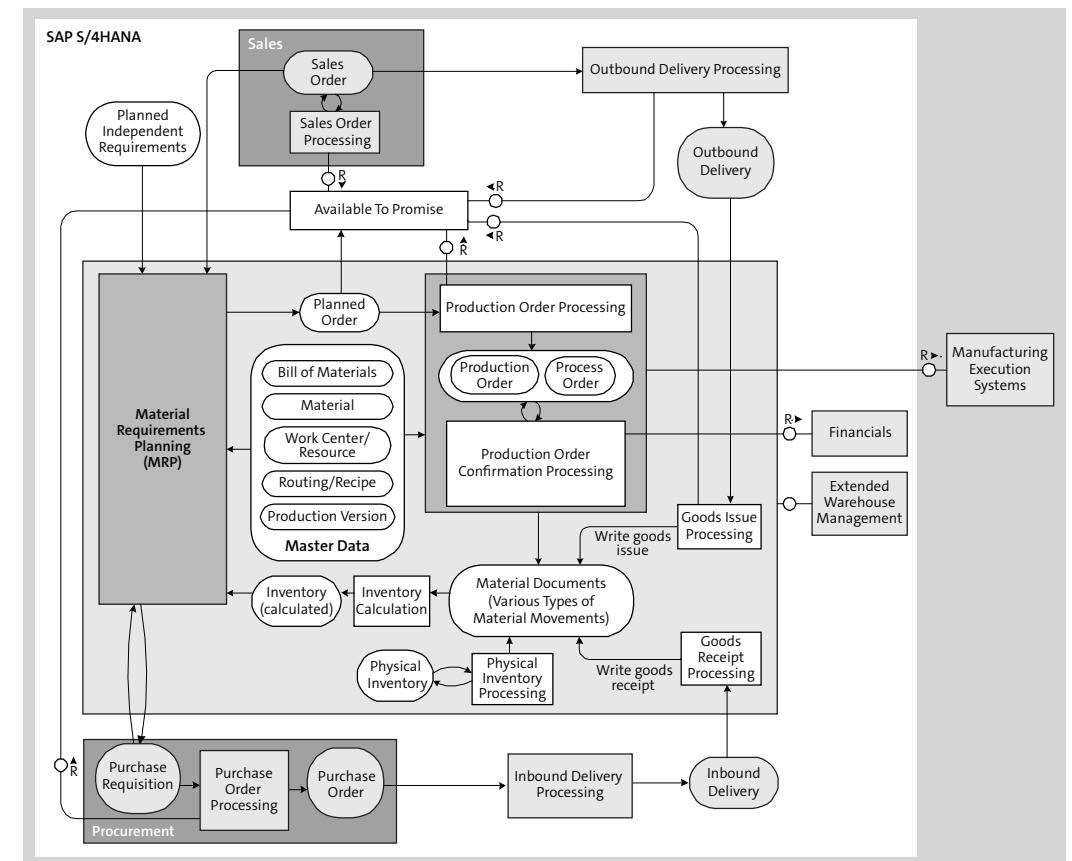 SAP S/4HANA
Sales
Sales
Order
Sales Order
Processing
Outbound Delivery Processing
Planned
Independent
Requirements
Outbound
Delivery
R
R
Available To Promise
R
R
Planned
Order
Production Order Processing
Bill of Materials
Material
Work Center/
Resource
Routing/Recipe
Production Version
Master Data
Production
Order
Process
Order
R
Manufacturing
Execution
Systems
Material
Requirements
Planning
(MRP)
Production Order
Confirmation Processing
R
Financials
Extended
Warehouse
Management
Goods Issue
Processing
Write goods
issue
Inventory
(calculated)
Inventory
Calculation
Material Documents
(Various Types of
Material Movements)
Physical
Inventory
Physical
Inventory
Processing
Write goods
receipt
Goods
Receipt
Processing
R
Purchase
Requisition
Purchase
Order
Processing
Purchase
Order
Procurement
Inbound Delivery
Processing
Inbound
Delivery